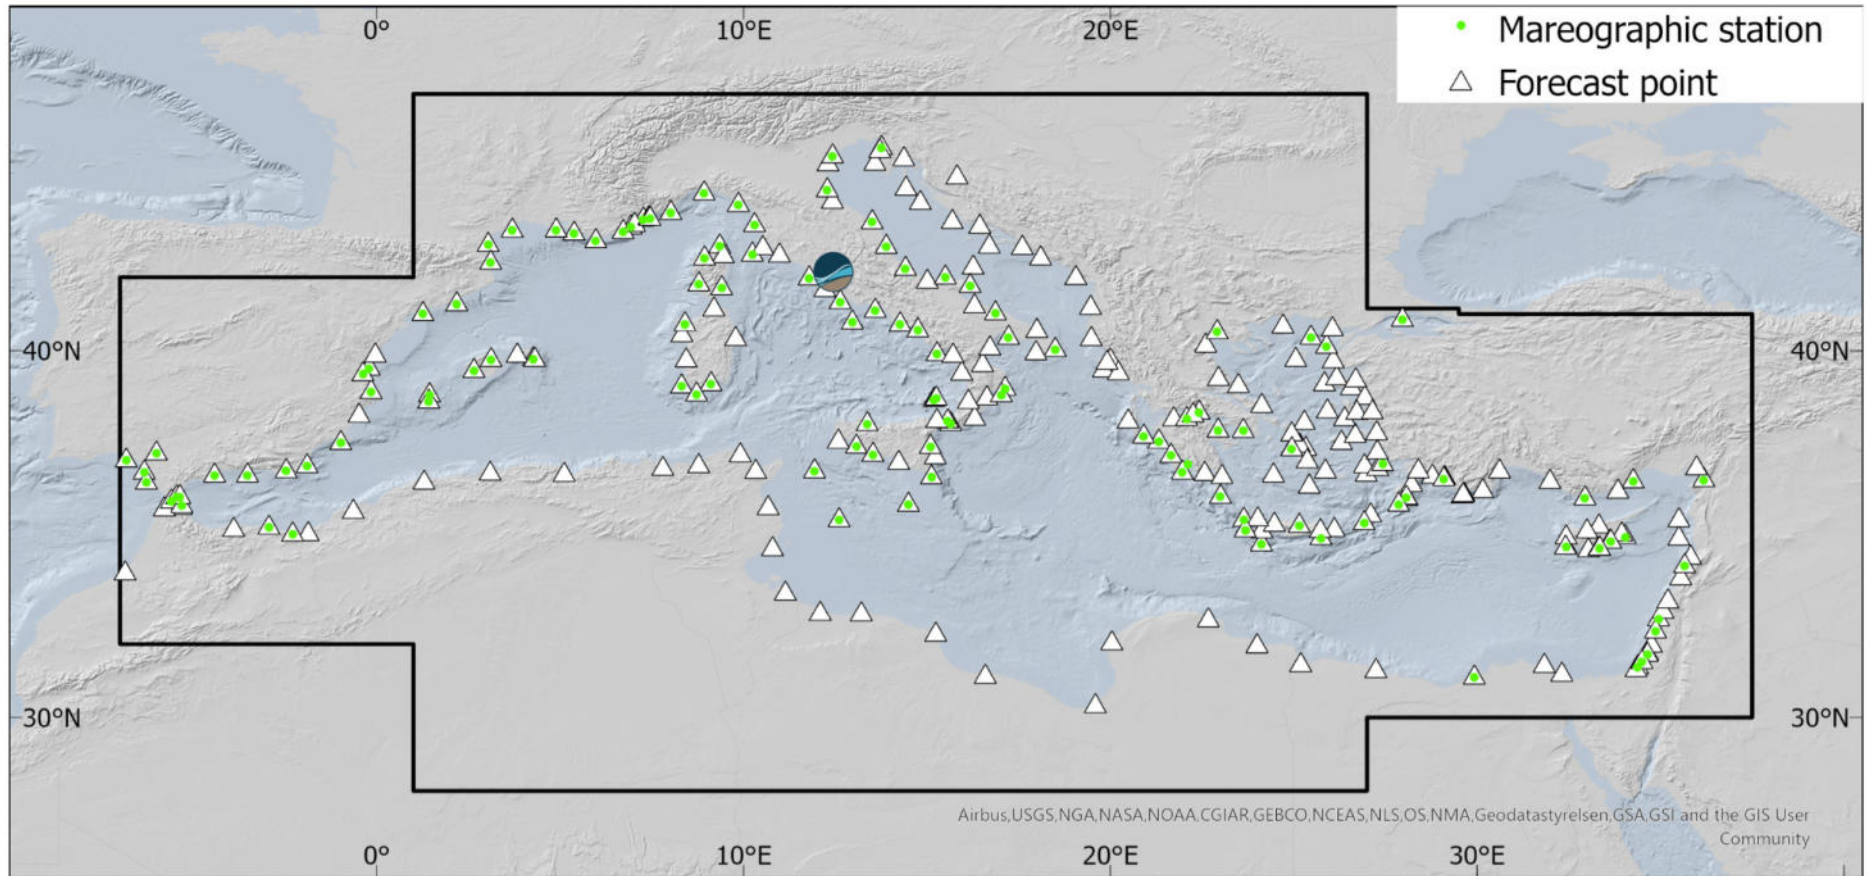 0°
10°E
20°E
Mareographic station
Forecast point
40°N
40°N
30°N
30°N
Airbus,USGS,NGA,NASA,NOAA,CGIAR,GEBCO,NCEAS,NLS,OS,NMA,Geodatastyrelsen,GSA,GSI and the GIS User
Community
0°
10°E
20°E
30°E